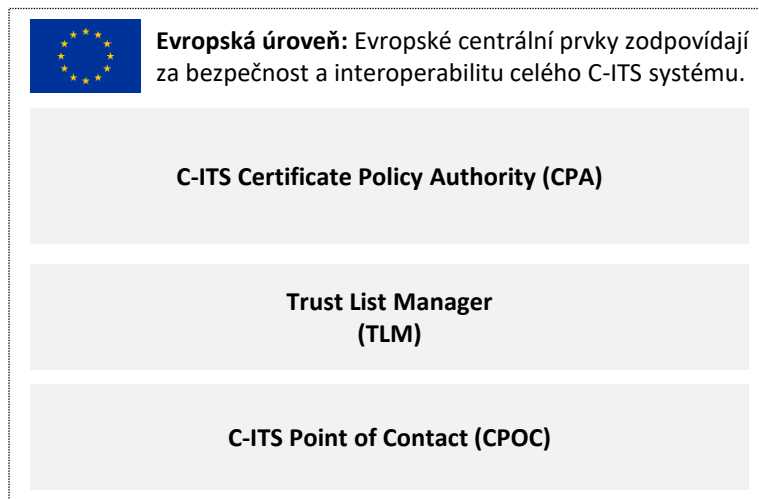 Evropská úroveň: Evropské centrální prvky zodpovídají
za bezpečnost a interoperabilitu celého C-ITS systému.
C-ITS Certificate Policy Authority (CPA)
Trust List Manager
(TLM)
C-ITS Point of Contact (CPOC)